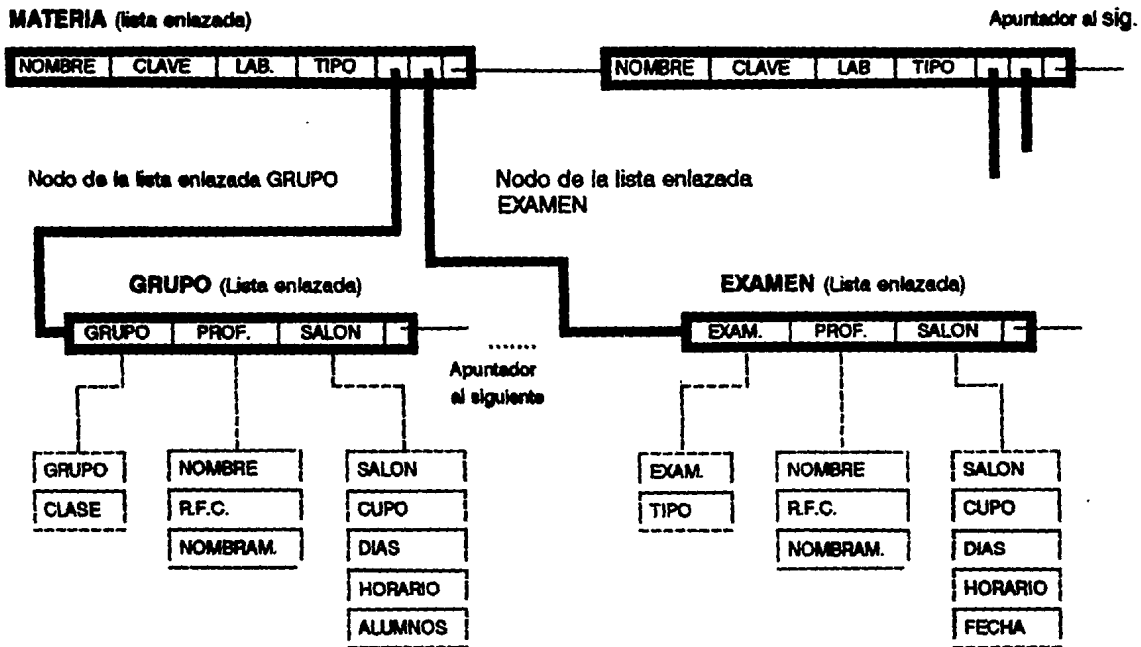 MATERIA (lista enlazada)
Apuntador al sig.
NOMBRE CLAVE LAB. TIPO
NOMBRE CLAVE LAB TIPO
Nodo de la lista enlazada GRUPO
Nodo de la lista enlazada
EXAMEN
GRUPO (Lista enlazada)
EXAMEN (Lista enlazada)
GRUPO PROF. SALON
EXAM. PROF. SALON
Apuntador
al siguiente
GRUPO
CLASE
NOMBRE
R.F.C.
NOMBRAM.
SALON
CUPO
DIAS
HORARIO
ALUMNOS
EXAM.
TIPO
NOMBRE
R.F.C.
NOMBRAM.
SALON
CUPO
DIAS
HORARIO
FECHA